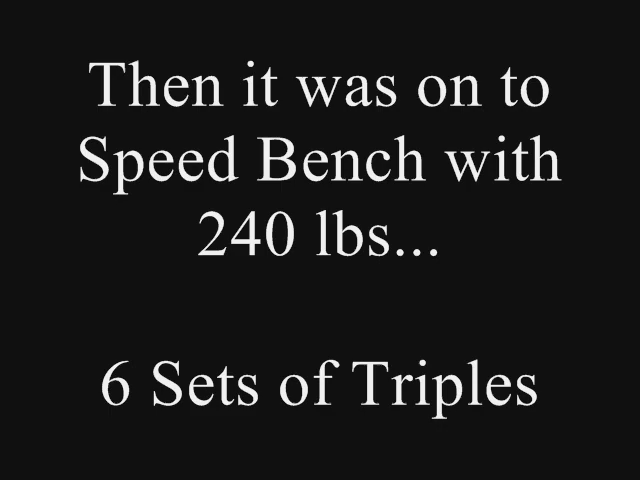 Then it was on to
Speed Bench with
240 lbs...
6 Sets of Triples